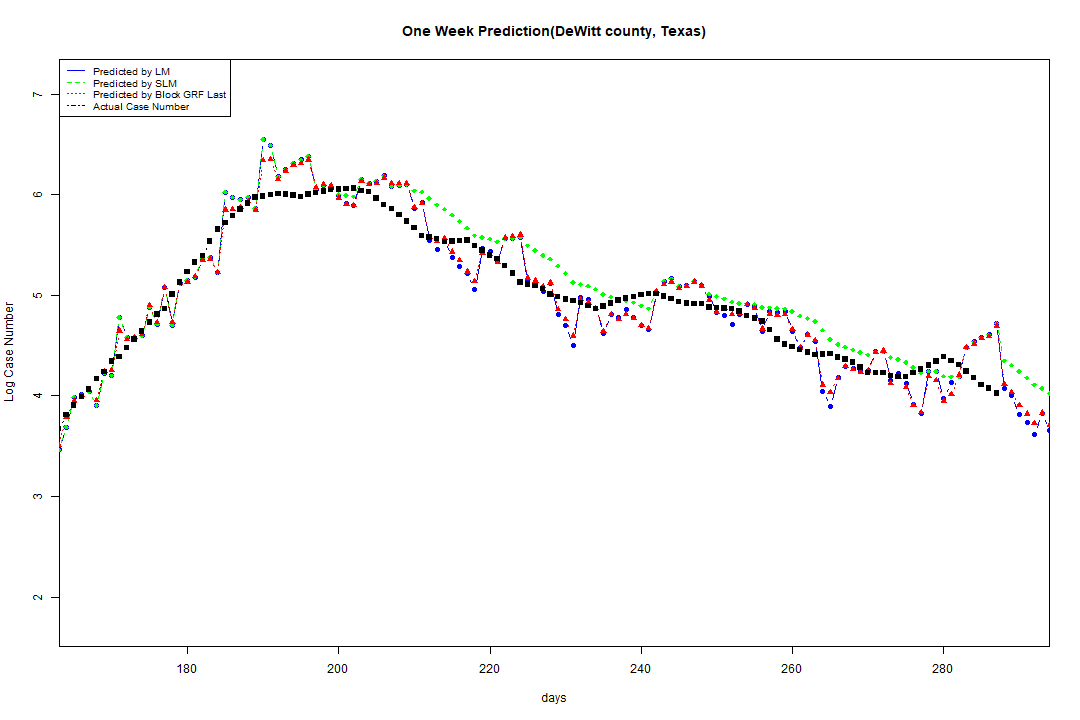 One Week Prediction(DeWitt county, Texas)
Predicted by LM
Predicted by SLM
Predicted by Block GRF Last
Actual Case Number
7
6
5
4
3
2
Log Case Number
180 200 220 240 260 280
days